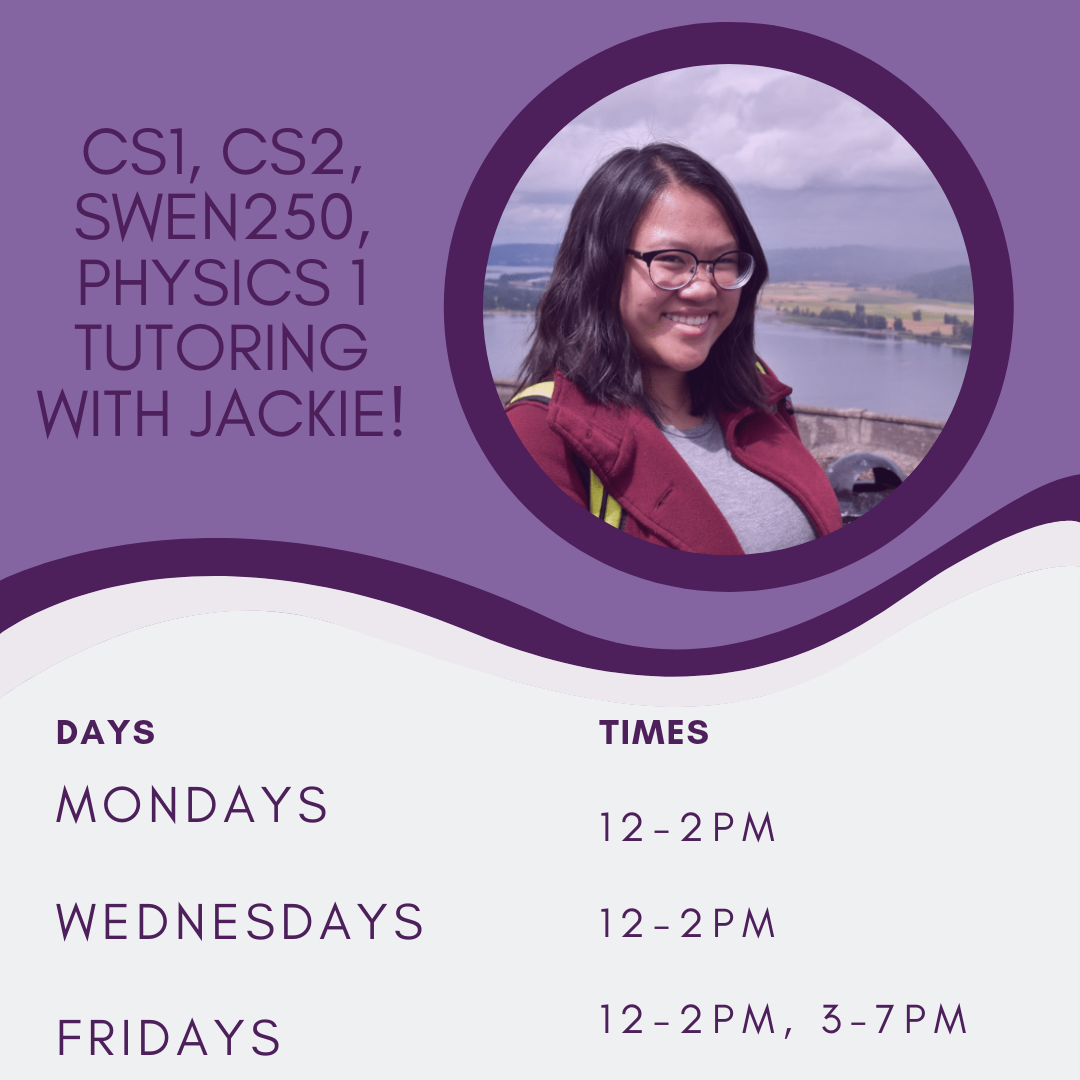 CS1, CS2,
SWEN250,
PHYSICS 1
TUTORING
WITH JACKIE!
DAYS
TIMES
MONDAYS
12-2PM
WEDNESDAYS
12-2PM
FRIDAYS
12-2PM, 3-7PM